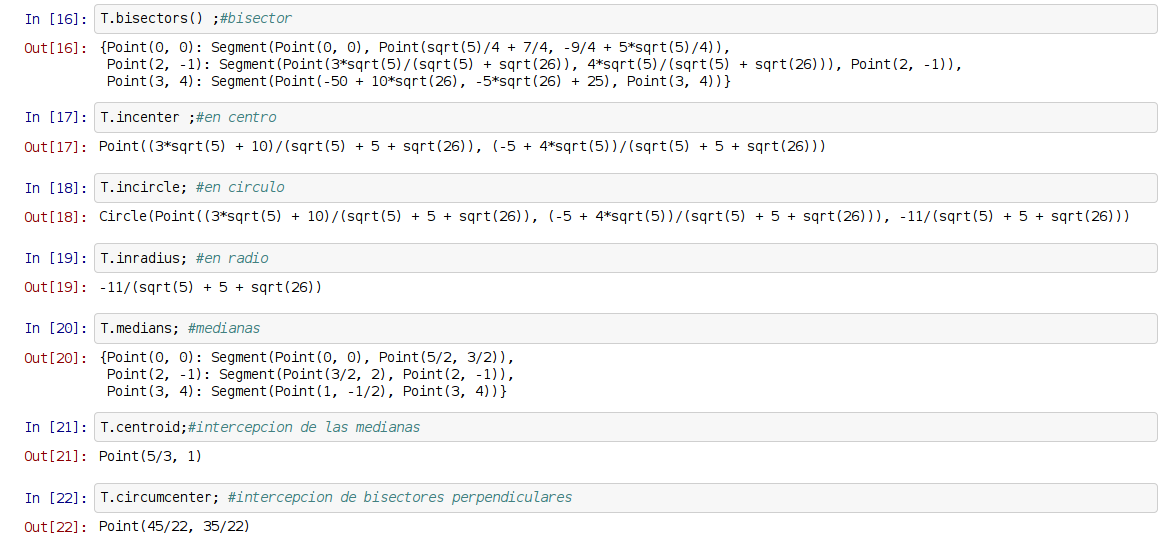 In [16]: T.bisectors() ;#bisector
Out[16]: {Point(0, 0): Segment(Point(0, 0), Point(sqrt(5)/4 + 7/4, -9/4 + 5*sqrt(5)/4)),
Point(2, -1): Segment(Point(3*sqrt(5)/(sqrt(5) + sqrt(26)), 4*sqrt(5)/(sqrt(5) + sqrt(26))), Point(2, -1)),
Point(3, 4): Segment(Point(-50 + 10*sqrt(26), -5*sqrt(26) + 25), Point(3, 4))}
In [17]: T.incenter ;#en centro
Out[17]: Point((3*sqrt(5) + 10)/(sqrt(5) + 5 + sqrt(26)), (-5 + 4*sqrt(5))/(sqrt(5) + 5 + sqrt(26)))
In [18]: T.incircle; #en circulo
Out[18]: Circle(Point((3*sqrt(5) + 10)/(sqrt(5) + 5 + sqrt(26)), (-5 + 4*sqrt(5))/(sqrt(5) + 5 + sqrt(26))), -11/(sqrt(5) + 5 + sqrt(26)))
In [19]: T.inradius; #en radio
Out[19]: -11/(sqrt(5) + 5 + sqrt(26))
In [20]: T.medians; #medianas
Out[20]: {Point(0, 0): Segment(Point(0, 0), Point(5/2, 3/2)),
Point(2, -1): Segment(Point(3/2, 2), Point(2, -1)),
Point(3, 4): Segment(Point(1, -1/2), Point(3, 4))}
In [21]: T.centroid;#intercepcion de las medianas
Out[21]: Point(5/3, 1)
In [22]: T.circumcenter; #intercepcion de bisectores perpendiculares
Out[22]: Point(45/22, 35/22)